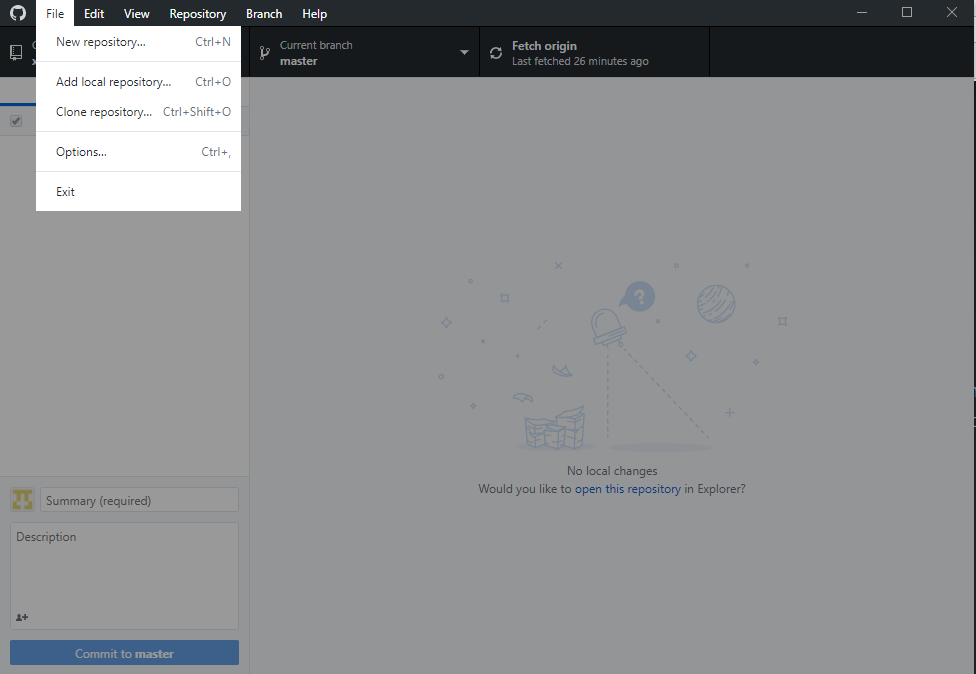 File Edit View Repository Branch Help
New repository... Ctrl+N
Add local repository... Ctrl+O
Clone repository... Ctrl+Shift+O
Options... Ctrl+,
Exit
Current branch
master
Fetch origin
Last fetched 26 minutes ago
?
No local changes
Would you like to open this repository in Explorer?
Summary (required)
Description
Commit to master